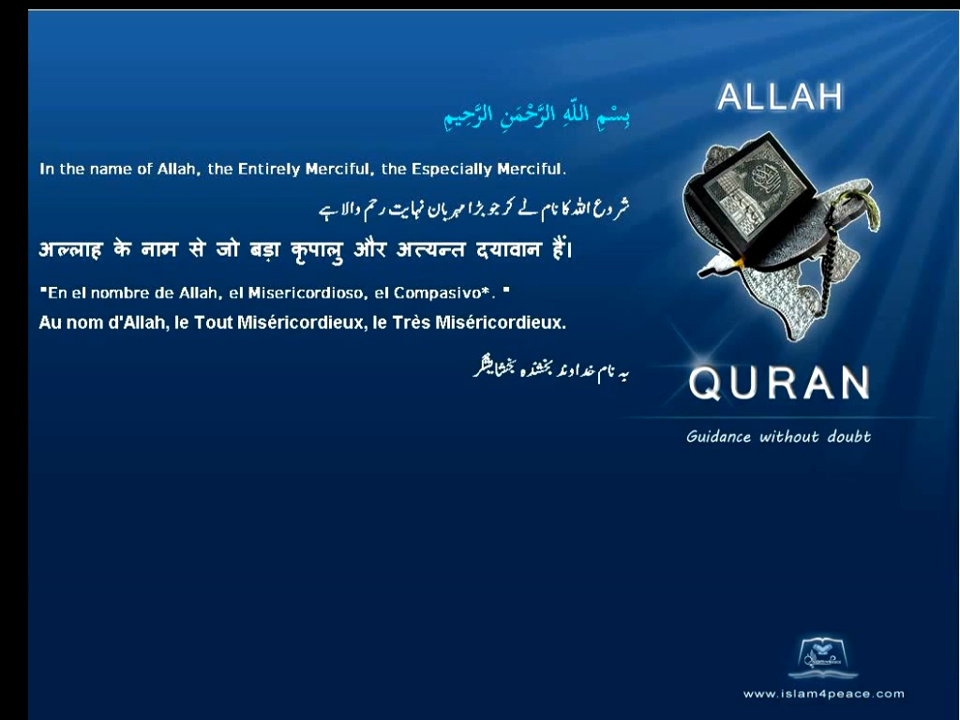 بِسْمِ اللّهِ الرَّحْمَنِ الرَّحِيمِ
In the name of Allah, the Entirely Merciful, the Especially Merciful.
شروع اللہ کا نام لے کر جو بڑا مہربان نہایت رحم والا ہے
अल्लाह के नाम से जो बड़ा कृपालु और अत्यन्त दयावान हैं।
"En el nombre de Allah, el Misericordioso, el Compasivo*. "
Au nom d'Allah, le Tout Miséricordieux, le Très Miséricordieux.
به نام خداوند بخشنده بخشایشگر
ALLAH
QURAN
Guidance without doubt
www.islam4peace.com